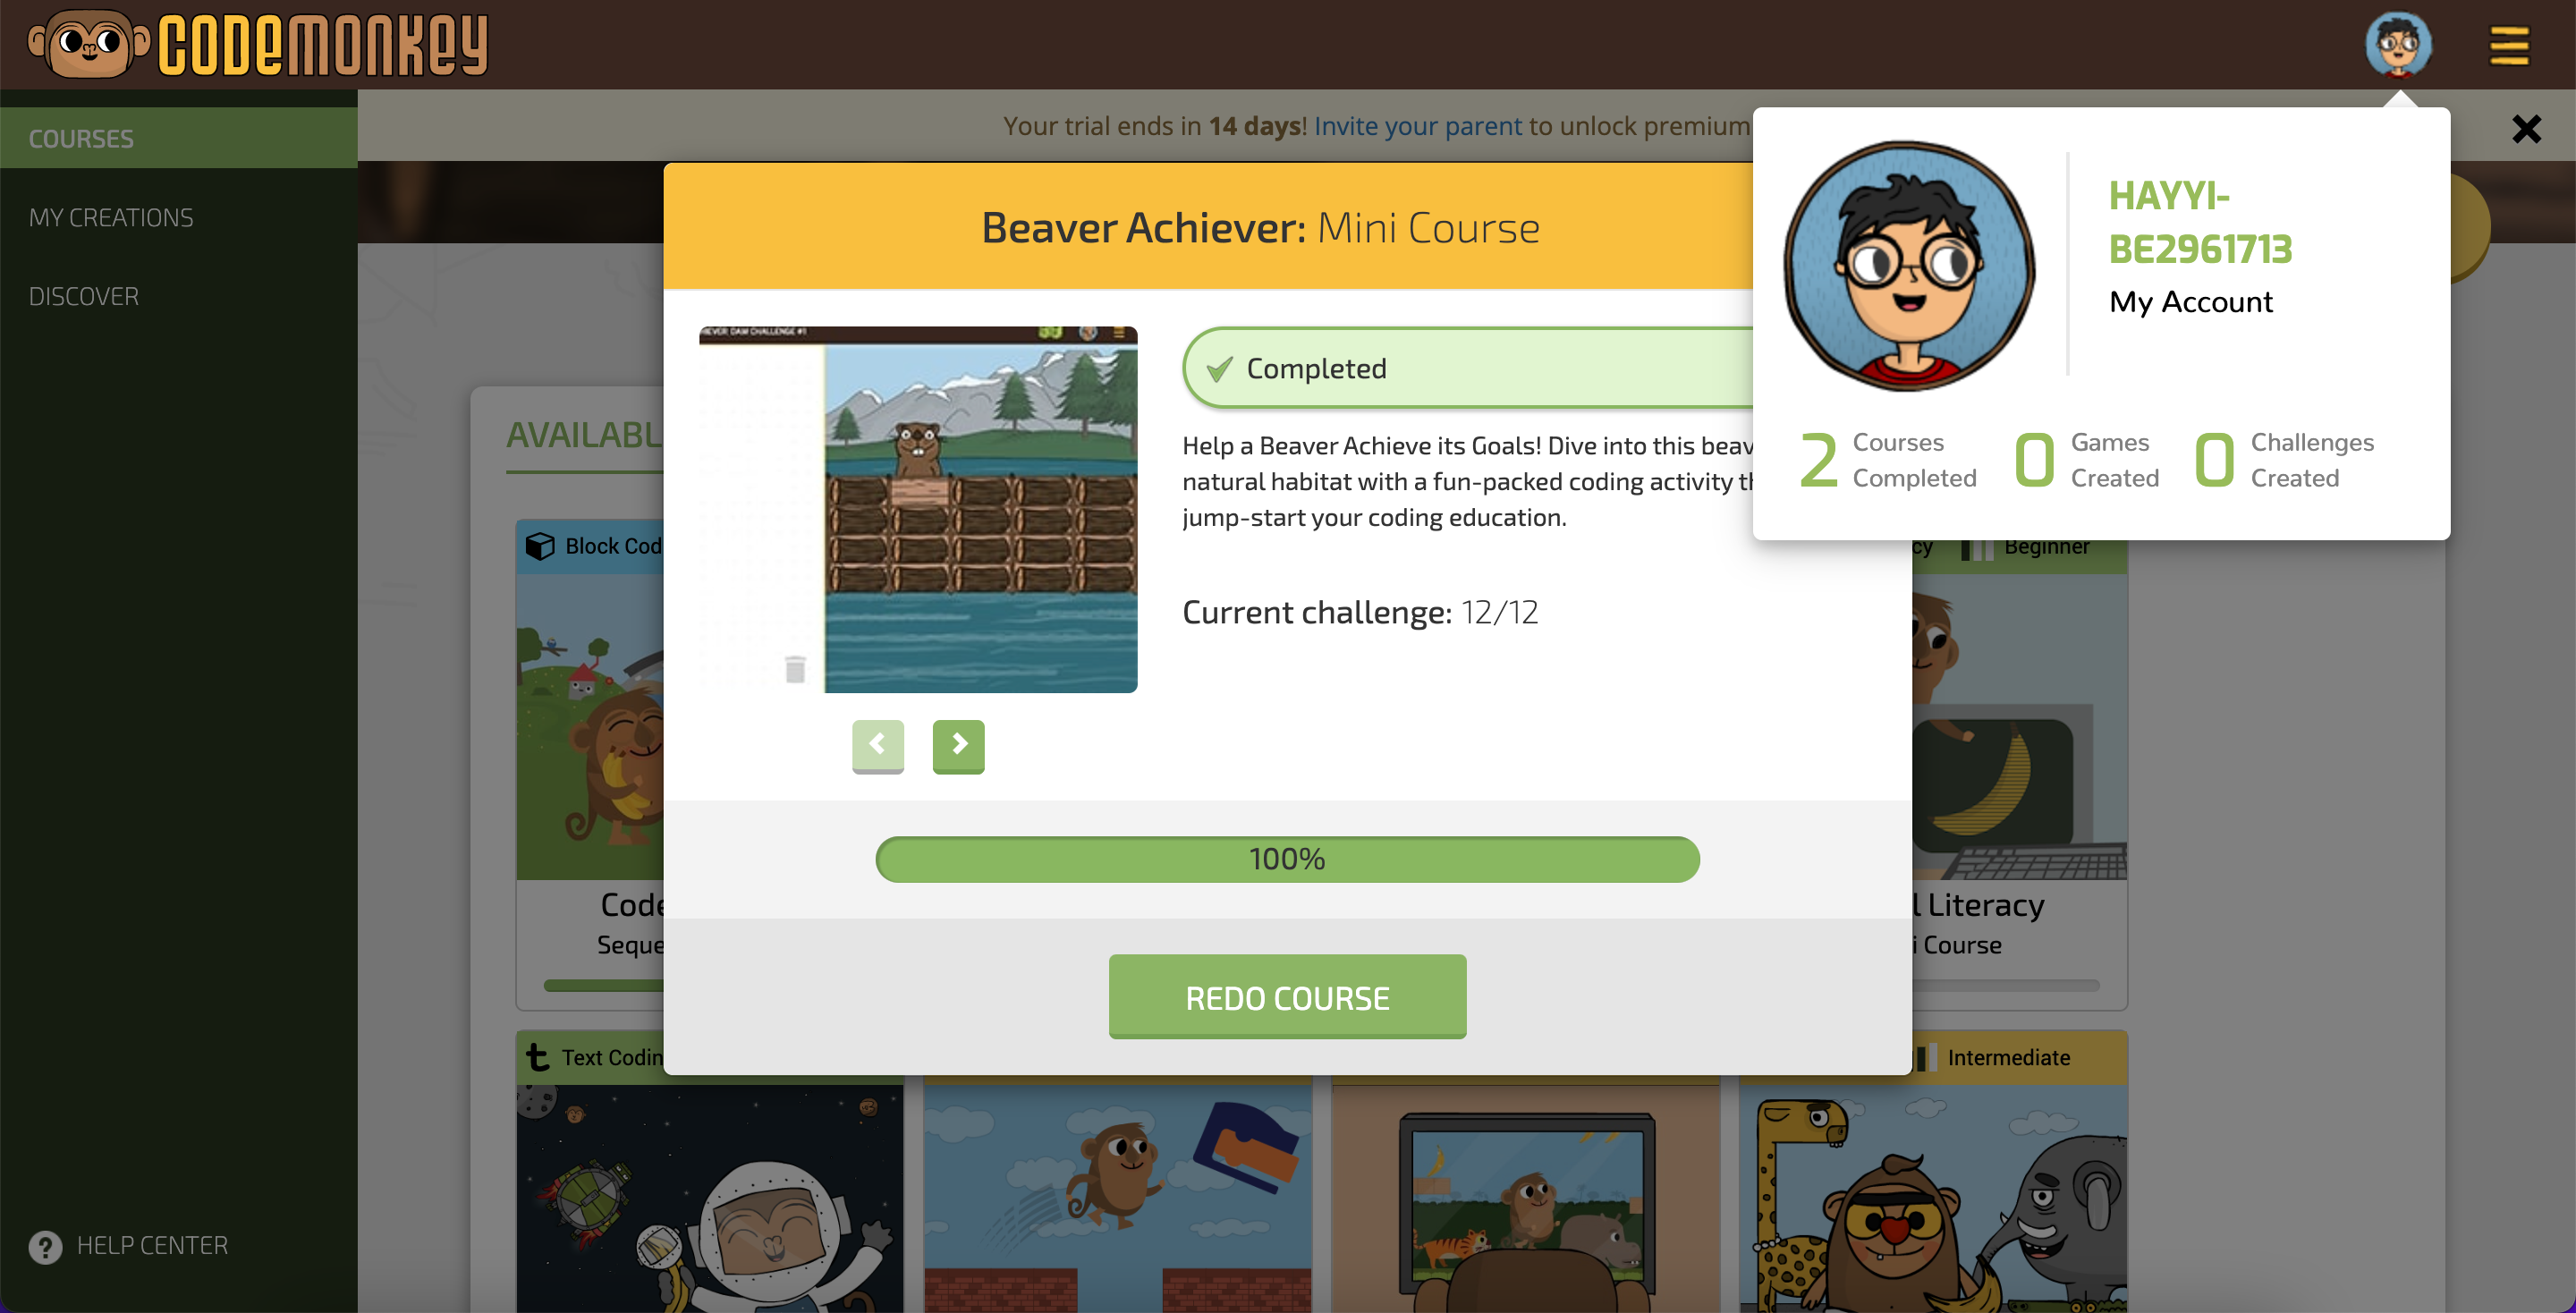 CODEMONKEY
COURSES
MY CREATIONS
DISCOVER
HELP CENTER
Your trial ends in 14 days! Invite your parent to unlock premium
HAYYI-
BE2961713
My Account
2 Courses Completed
0 Games Created
0 Challenges Created
Beaver Achiever: Mini Course
Completed
Help a Beaver Achieve its Goals! Dive into this beav
natural habitat with a fun-packed coding activity th
jump-start your coding education.
Current challenge: 12/12
100%
REDO COURSE
AVAILABL
Block Cod
Code
Seque
cy Beginner
l Literacy
i Course
Text Codin
Intermediate